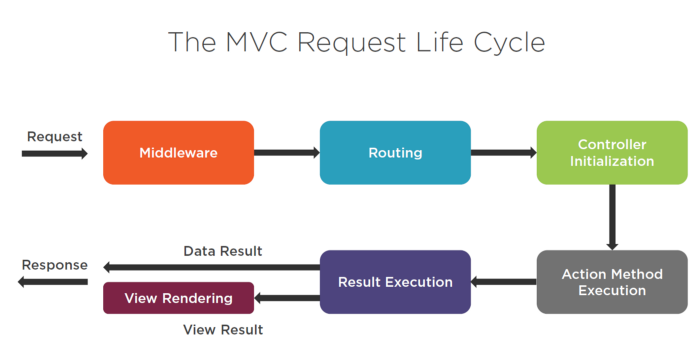 The MVC Request Life Cycle
Request
Middleware
Routing
Controller
Initialization
Data Result
Response
View Rendering
View Result
Result Execution
Action Method
Execution